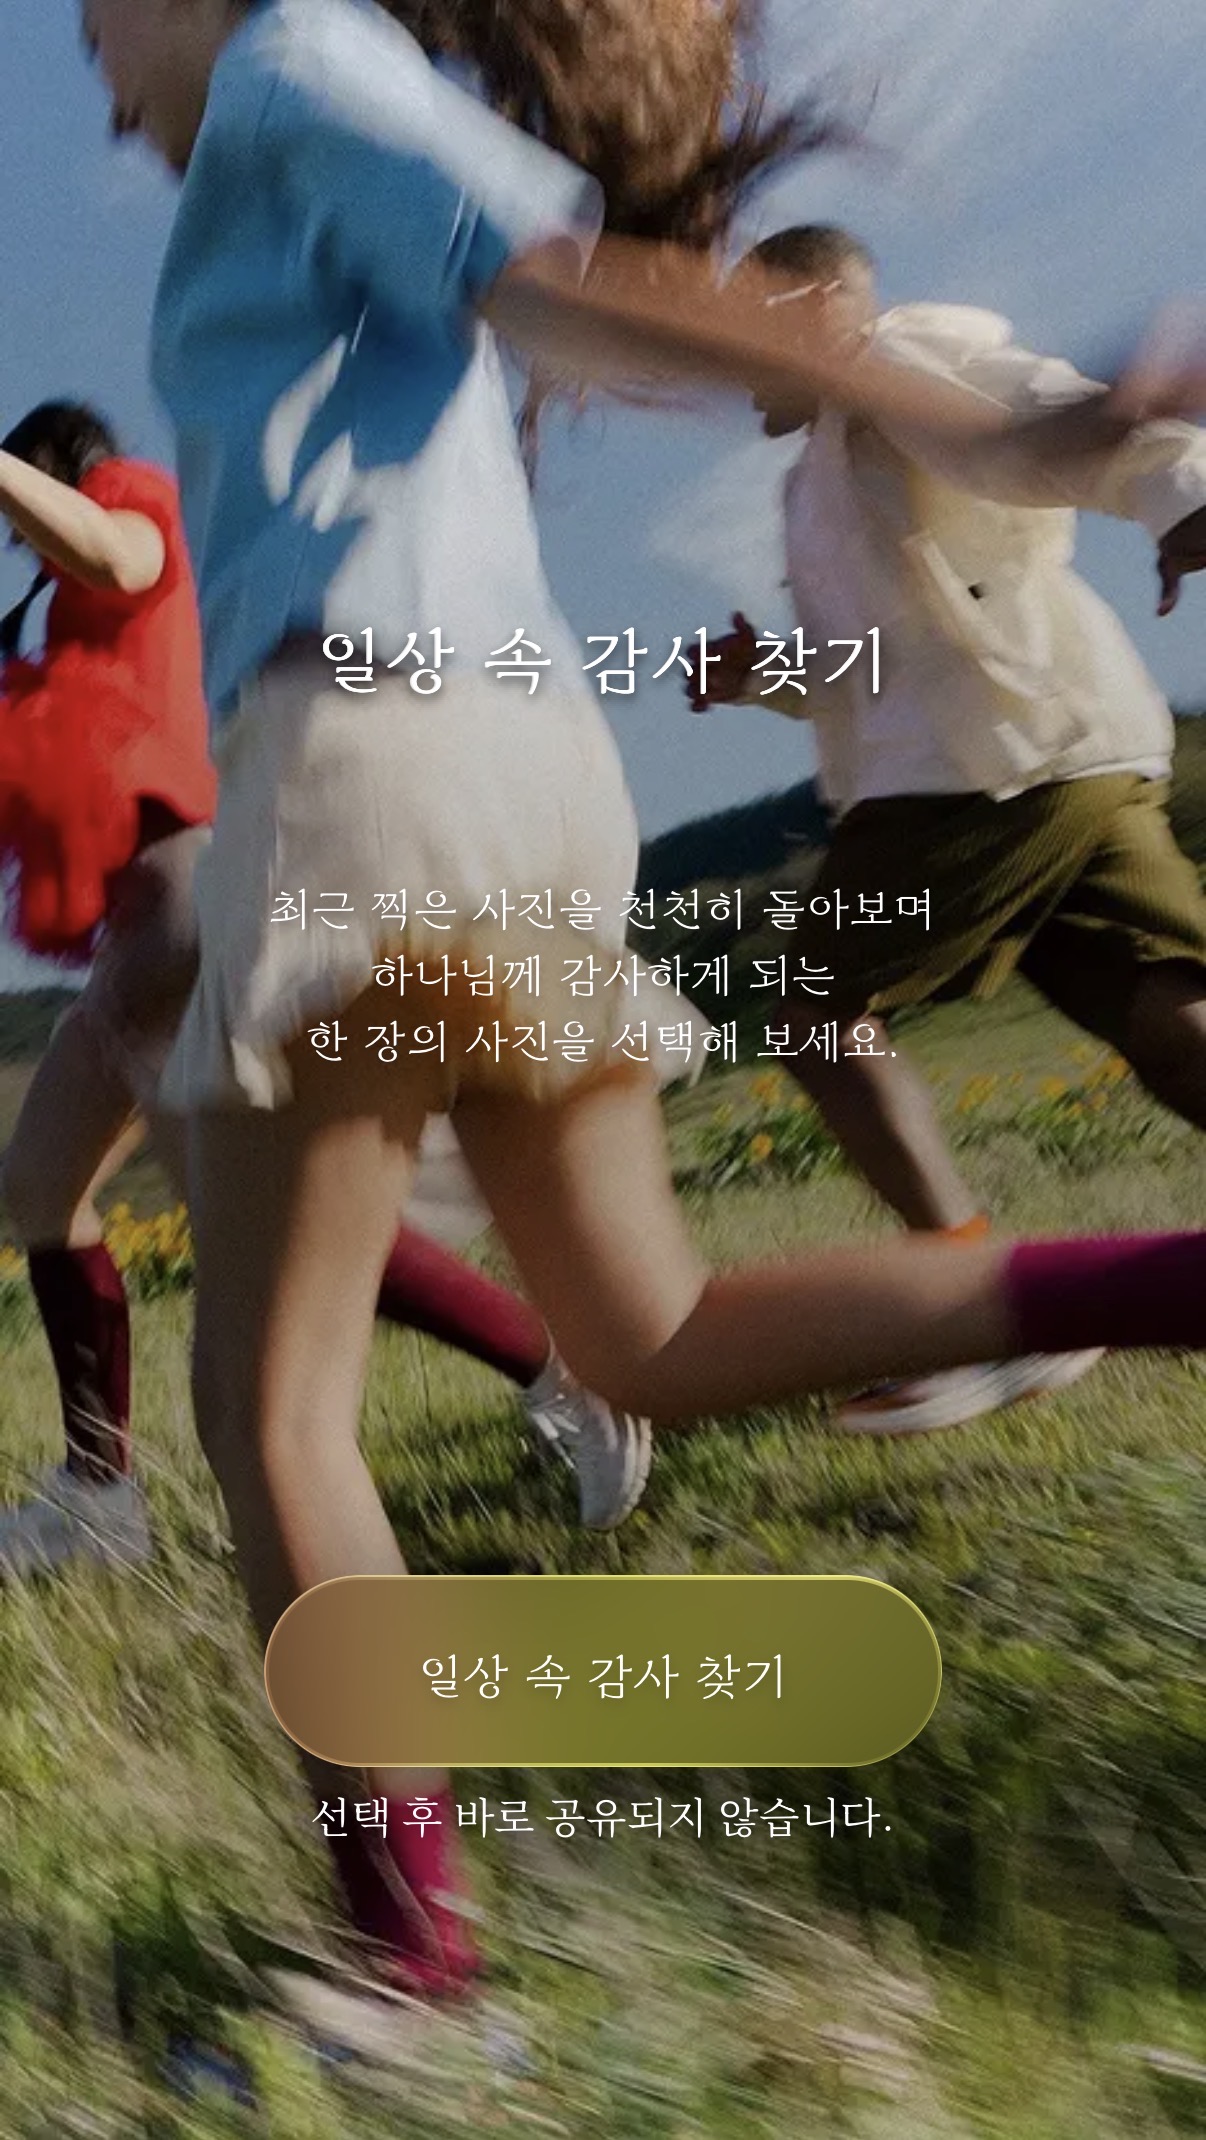 일상 속 감사 찾기
최근 찍은 사진을 천천히 돌아보며
하나님께 감사하게 되는
한 장의 사진을 선택해 보세요.
일상 속 감사 찾기
선택 후 바로 공유되지 않습니다.